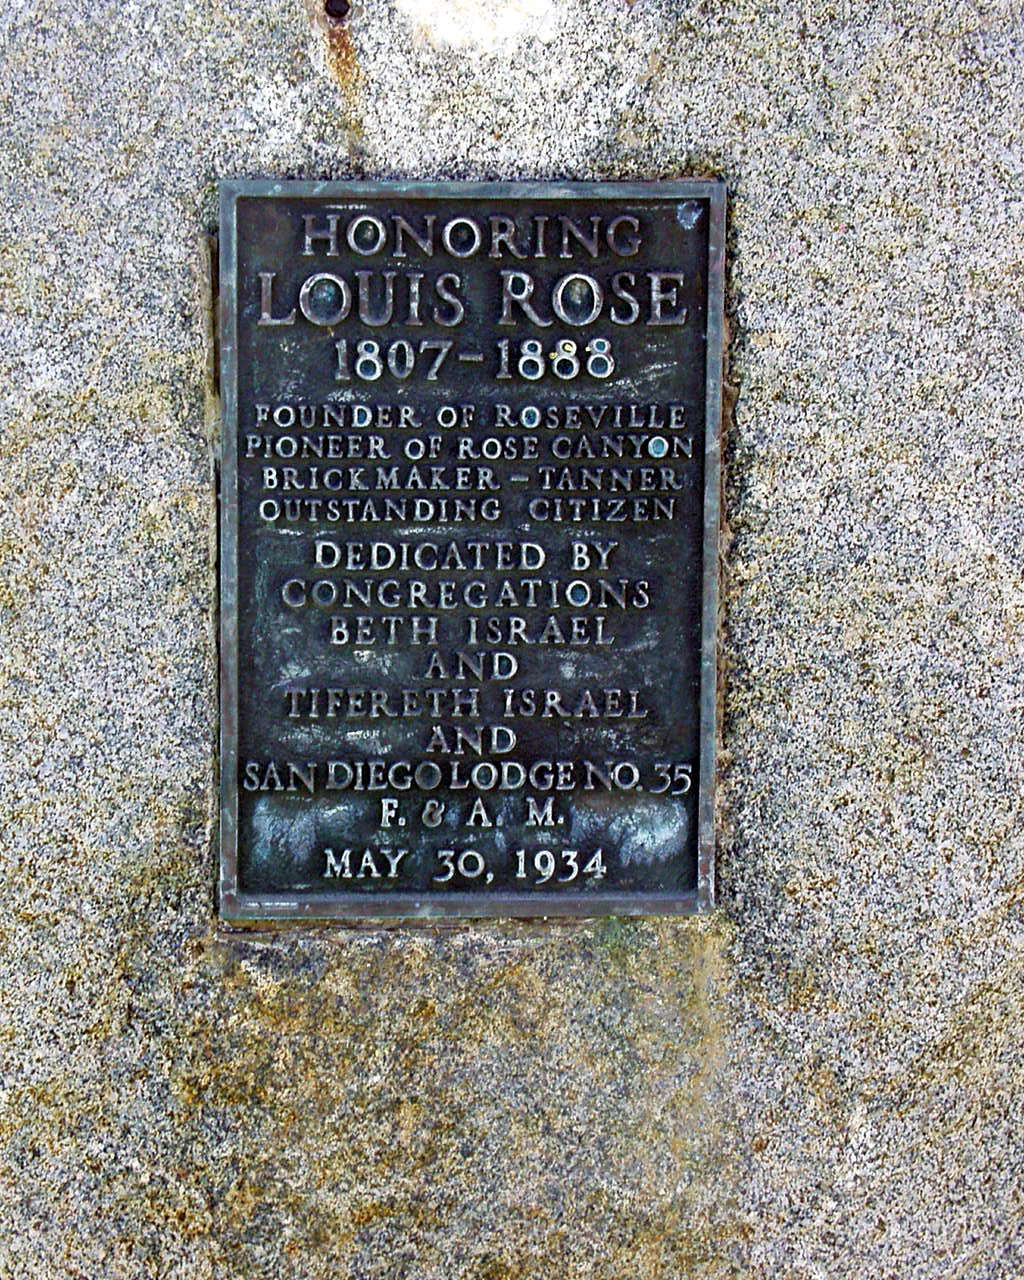 HONORING
LOUIS ROSE
1807-1888
FOUNDER OF ROSEVILLE
PIONEER OF ROSE CANYON
BRICKMAKER - TANNER
OUTSTANDING CITIZEN
DEDICATED BY
CONGREGATIONS
BETH ISRAEL
AND
TIFERETH ISRAEL
AND
SAN DIEGO LODGE NO. 35
F. & A. M.
MAY 30, 1934